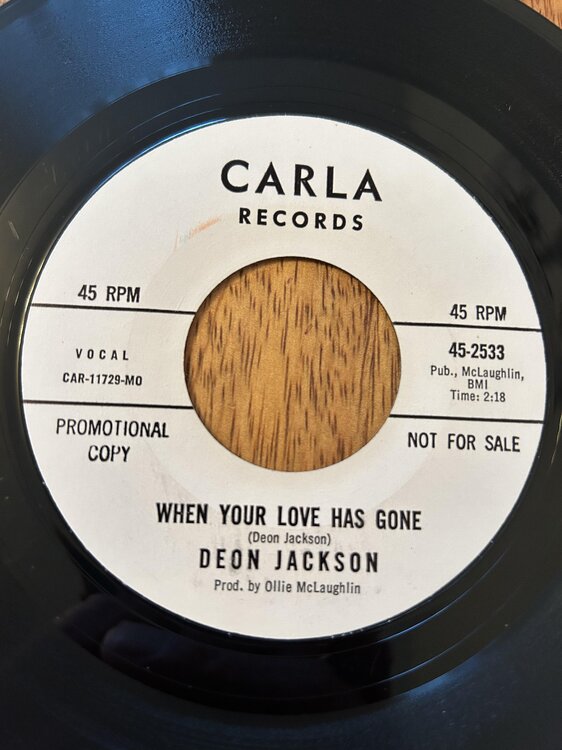 CARLA
RECORDS
45 RPM
45 RPM
VOCAL
CAR-11729-MO
45-2533
Pub., McLaughlin,
BMI
Time: 2:18
PROMOTIONAL
COPY
NOT FOR SALE
WHEN YOUR LOVE HAS GONE
(Deon Jackson)
DEON JACKSON
Prod. by Ollie McLaughlin